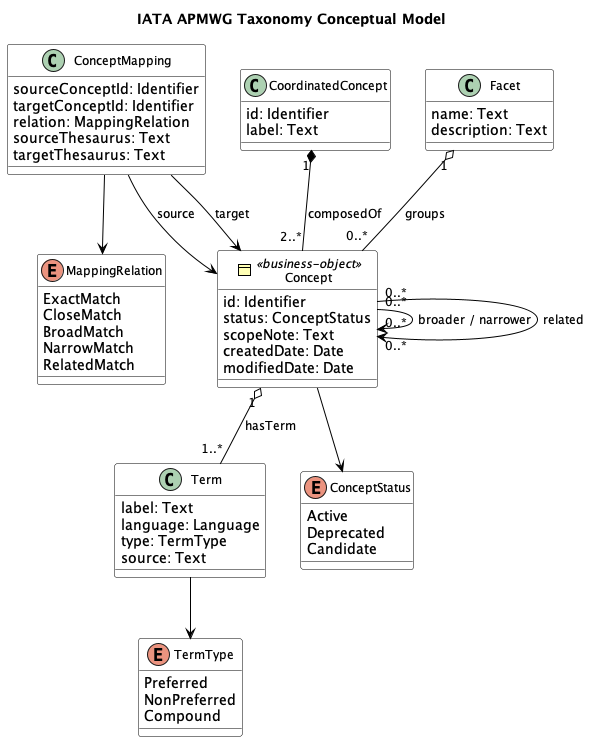 IATA APMWG Taxonomy Conceptual Model
C ConceptMapping
sourceConceptId: Identifier
targetConceptId: Identifier
relation: MappingRelation
sourceThesaurus: Text
targetThesaurus: Text
C CoordinatedConcept
id: Identifier
label: Text
C Facet
name: Text
description: Text
1
1
source
target
composedOf
groups
2..*
0..*
E MappingRelation
ExactMatch
CloseMatch
BroadMatch
NarrowMatch
RelatedMatch
«business-object»
Concept
id: Identifier
status: ConceptStatus
scopeNote: Text
createdDate: Date
modifiedDate: Date
0..*
0..*
0..*
broader / narrower
related
0..*
1
hasTerm
1..*
C Term
label: Text
language: Language
type: TermType
source: Text
E ConceptStatus
Active
Deprecated
Candidate
E TermType
Preferred
NonPreferred
Compound